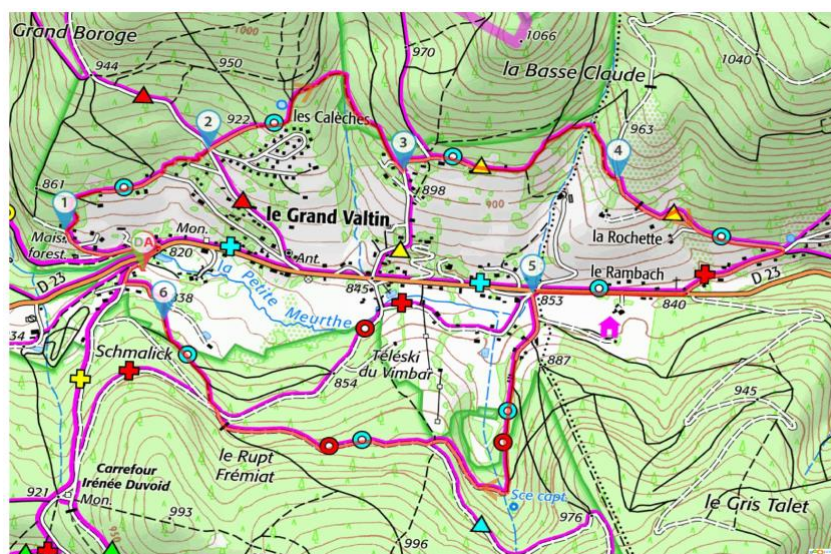 Grand Boroge
1000
1066
970
la Basse Claude
1040
944
950
2
922
les Calèches
963
3
4
861
898
900
1
le Grand Valtin
la Rochette
Mais.
forest.
Mon.
DA
820
Ant.
le Rambach
D 23
5
D 23
la Petite Meurthe
845
853
840
6
838
34
Schmalick
887
Téléski
du Vimbar
854
945
le Rupt
Frémiat
Carrefour
Irénée Duvoid
Sce capt.
le Gris Talet
921
Mon.
993
976
950
996